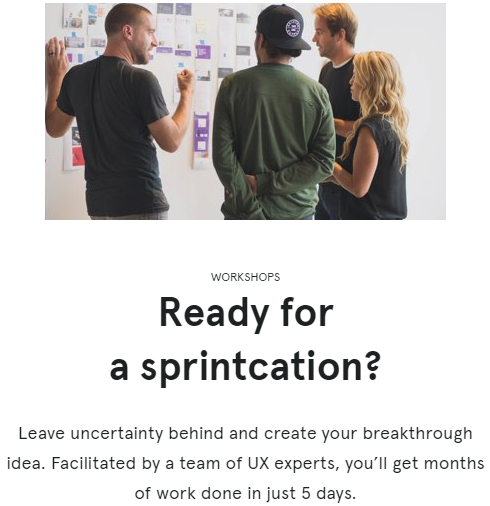 WORKSHOPS
Ready for
a sprintcation?
Leave uncertainty behind and create your breakthrough
idea. Facilitated by a team of UX experts, you’ll get months
of work done in just 5 days.